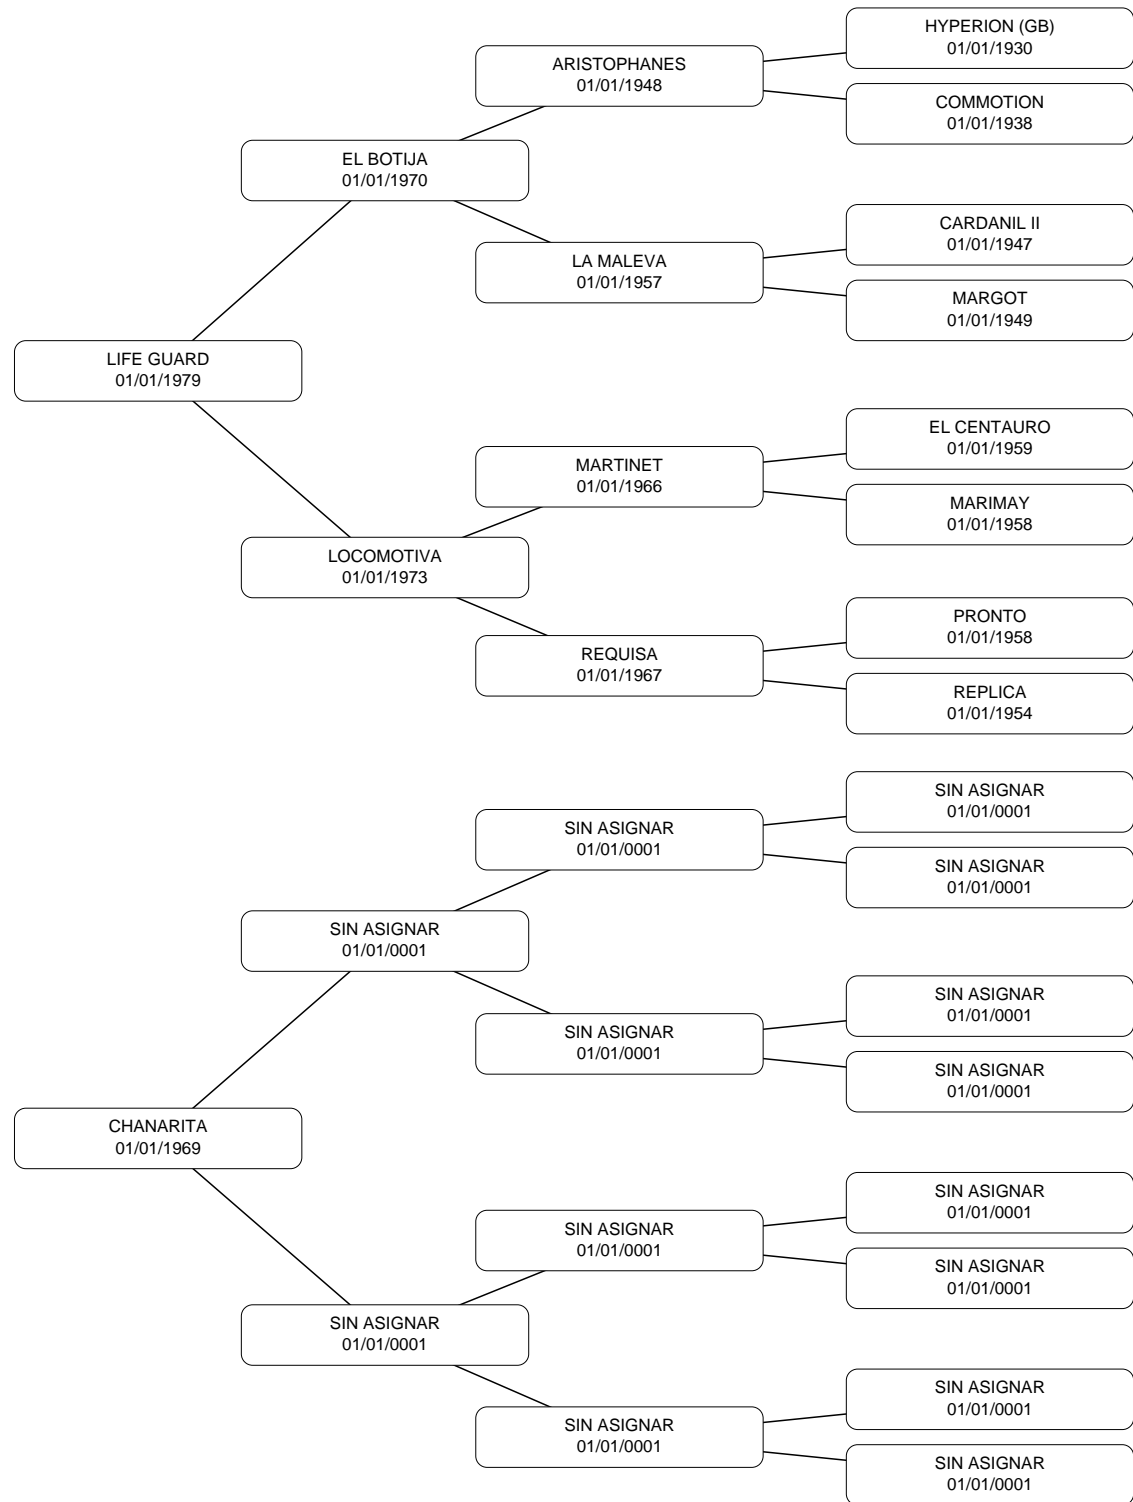 HYPERION (GB)
01/01/1930
ARISTOPHANES
01/01/1948
COMMOTION
01/01/1938
EL BOTIJA
01/01/1970
CARDANIL II
01/01/1947
LA MALEVA
01/01/1957
MARGOT
01/01/1949
LIFE GUARD
01/01/1979
EL CENTAURO
01/01/1959
MARTINET
01/01/1966
MARIMAY
01/01/1958
LOCOMOTIVA
01/01/1973
PRONTO
01/01/1958
REQUISA
01/01/1967
REPLICA
01/01/1954
SIN ASIGNAR
01/01/0001
SIN ASIGNAR
01/01/0001
SIN ASIGNAR
01/01/0001
SIN ASIGNAR
01/01/0001
SIN ASIGNAR
01/01/0001
SIN ASIGNAR
01/01/0001
SIN ASIGNAR
01/01/0001
CHANARITA
01/01/1969
SIN ASIGNAR
01/01/0001
SIN ASIGNAR
01/01/0001
SIN ASIGNAR
01/01/0001
SIN ASIGNAR
01/01/0001
SIN ASIGNAR
01/01/0001
SIN ASIGNAR
01/01/0001
SIN ASIGNAR
01/01/0001